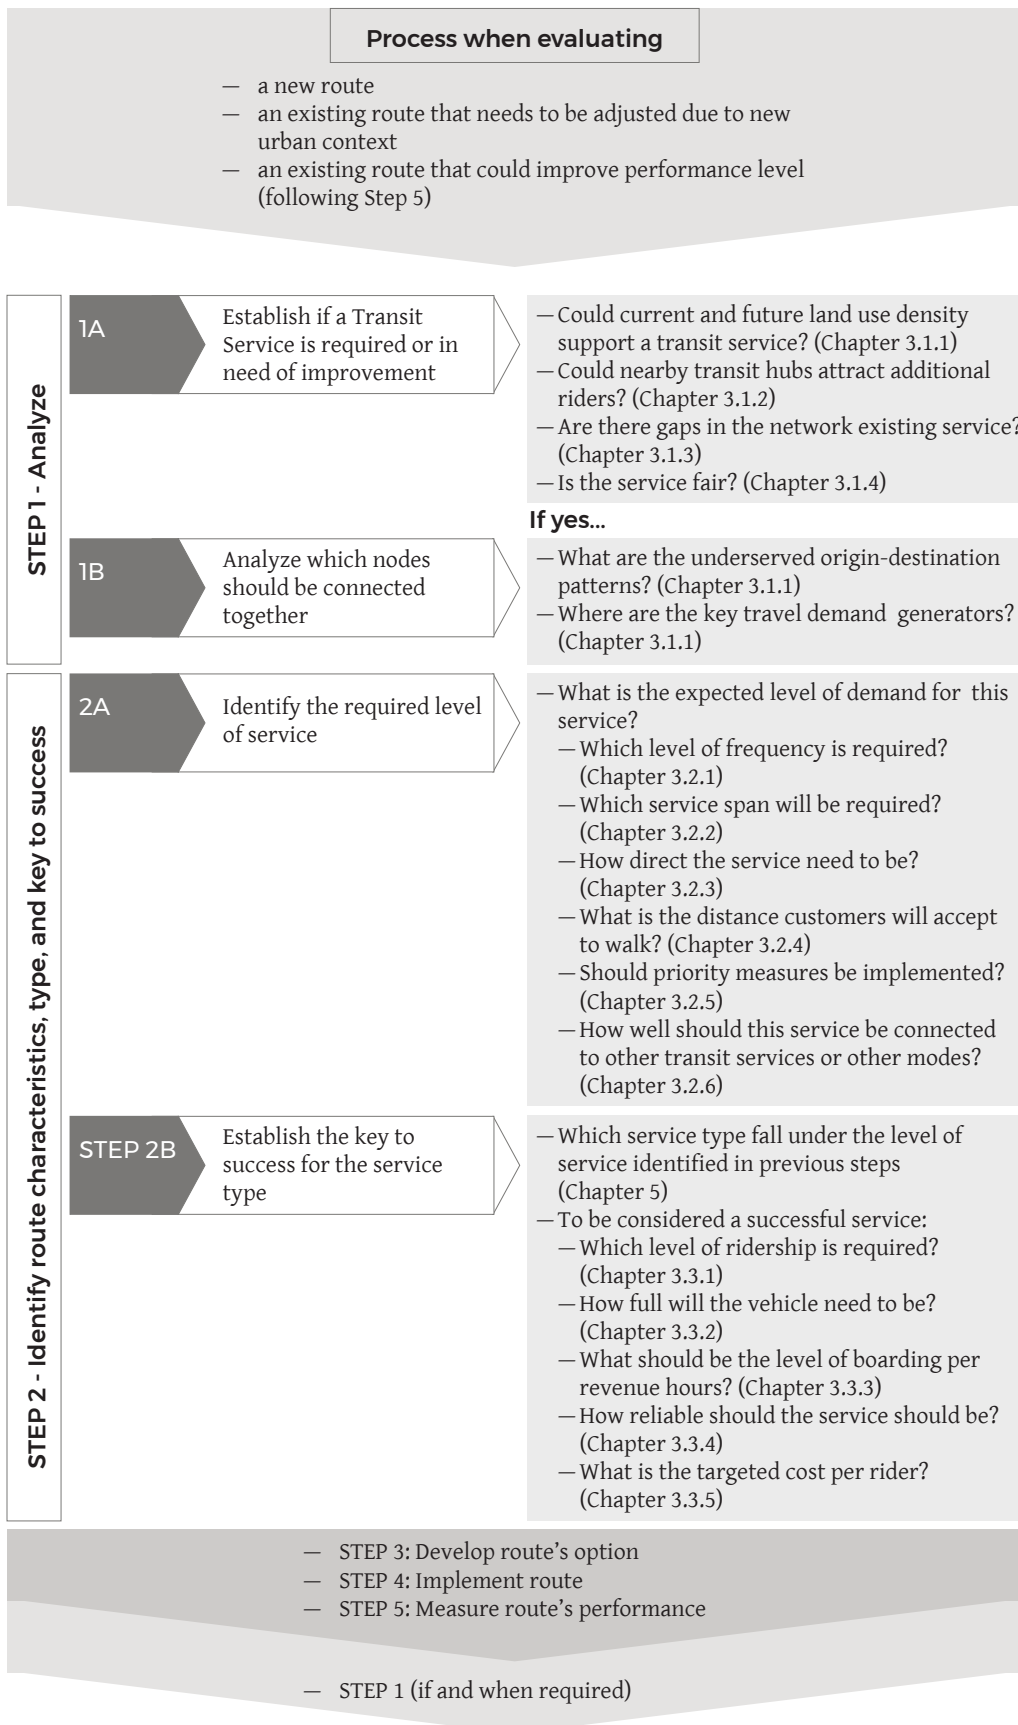 Process when evaluating
— a new route
— an existing route that needs to be adjusted due to new
urban context
— an existing route that could improve performance level
(following Step 5)
STEP 1 - Analyze
1A
Establish if a Transit
Service is required or in
need of improvement
— Could current and future land use density
support a transit service? (Chapter 3.1.1)
— Could nearby transit hubs attract additional
riders? (Chapter 3.1.2)
— Are there gaps in the network existing service?
(Chapter 3.1.3)
— Is the service fair? (Chapter 3.1.4)
If yes...
1B
Analyze which nodes
should be connected
together
— What are the underserved origin-destination
patterns? (Chapter 3.1.1)
— Where are the key travel demand generators?
(Chapter 3.1.1)
STEP 2 - Identify route characteristics, type, and key to success
2A
Identify the required level
of service
— What is the expected level of demand for this
service?
— Which level of frequency is required?
(Chapter 3.2.1)
— Which service span will be required?
(Chapter 3.2.2)
— How direct the service need to be?
(Chapter 3.2.3)
— What is the distance customers will accept
to walk? (Chapter 3.2.4)
— Should priority measures be implemented?
(Chapter 3.2.5)
— How well should this service be connected
to other transit services or other modes?
(Chapter 3.2.6)
STEP 2B
Establish the key to
success for the service
type
— Which service type fall under the level of
service identified in previous steps
(Chapter 5)
— To be considered a successful service:
— Which level of ridership is required?
(Chapter 3.3.1)
— How full will the vehicle need to be?
(Chapter 3.3.2)
— What should be the level of boarding per
revenue hours? (Chapter 3.3.3)
— How reliable should the service should be?
(Chapter 3.3.4)
— What is the targeted cost per rider?
(Chapter 3.3.5)
— STEP 3: Develop route’s option
— STEP 4: Implement route
— STEP 5: Measure route’s performance
— STEP 1 (if and when required)